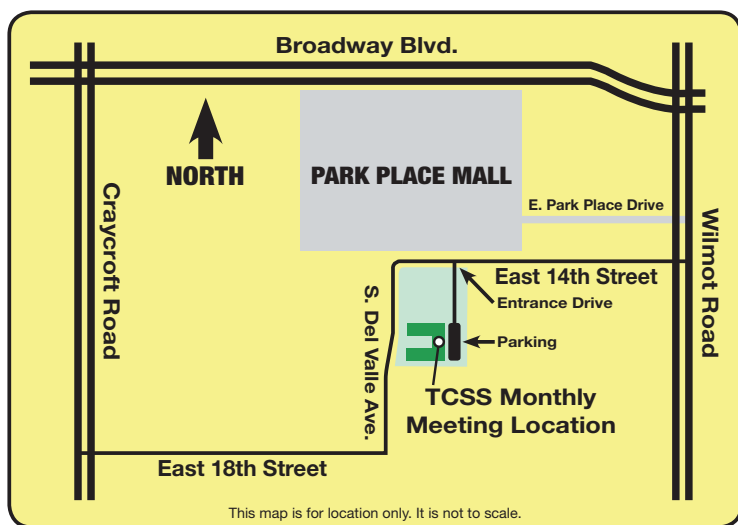 Broadway Blvd.
NORTH
PARK PLACE MALL
E. Park Place Drive
Craycroft Road
Wilmot Road
East 14th Street
Entrance Drive
S. Del Valle Ave.
Parking
TCSS Monthly
Meeting Location
East 18th Street
This map is for location only. It is not to scale.